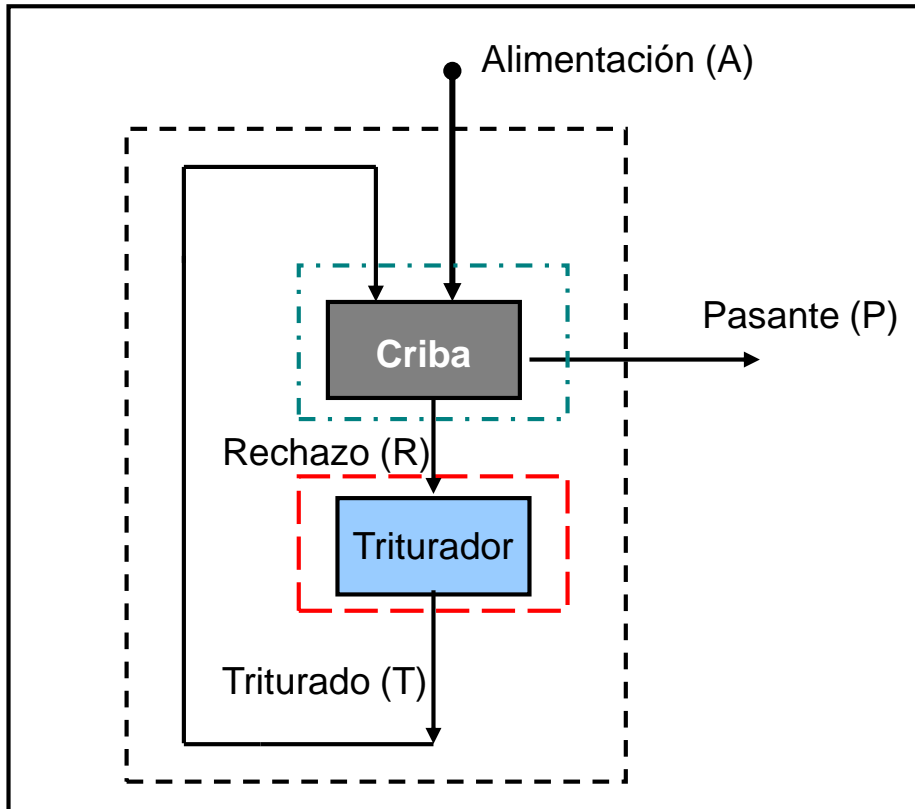 Alimentación (A)
Pasante (P)
Criba
Rechazo (R)
Triturador
Triturado (T)